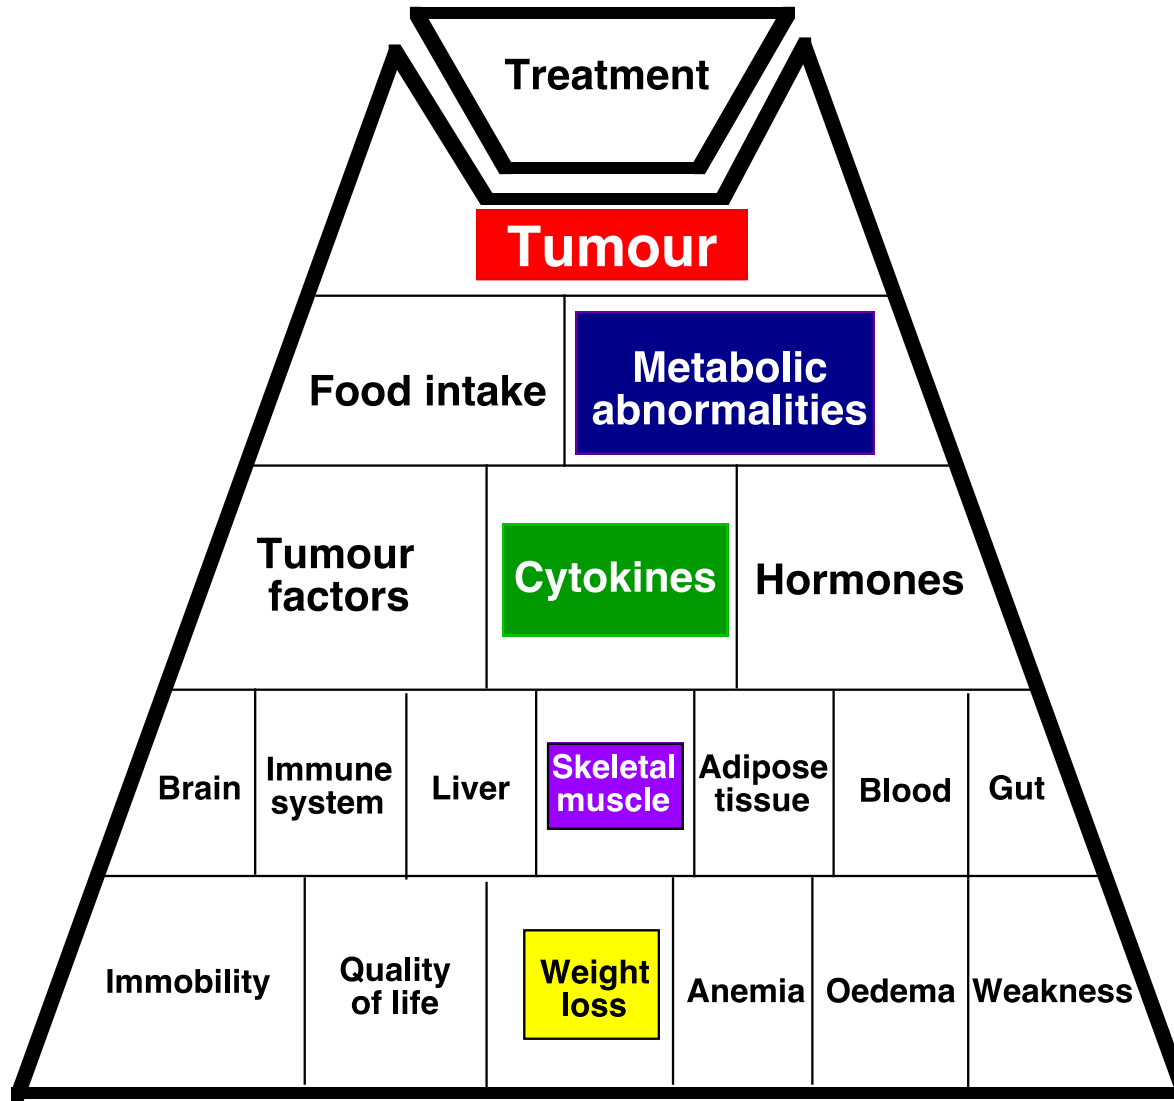 Treatment
Tumour
Food intake
Metabolic
abnormalities
Tumour
factors
Cytokines
Hormones
Brain
Immune
system
Liver
Skeletal
muscle
Adipose
tissue
Blood
Gut
Immobility
Quality
of life
Weight
loss
Anemia
Oedema
Weakness